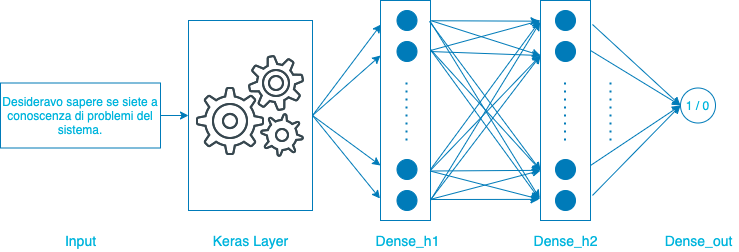 Desideravo sapere se siete a
conoscenza di problemi del
sistema.
1 / 0
Input
Keras Layer
Dense_h1
Dense_h2
Dense_out